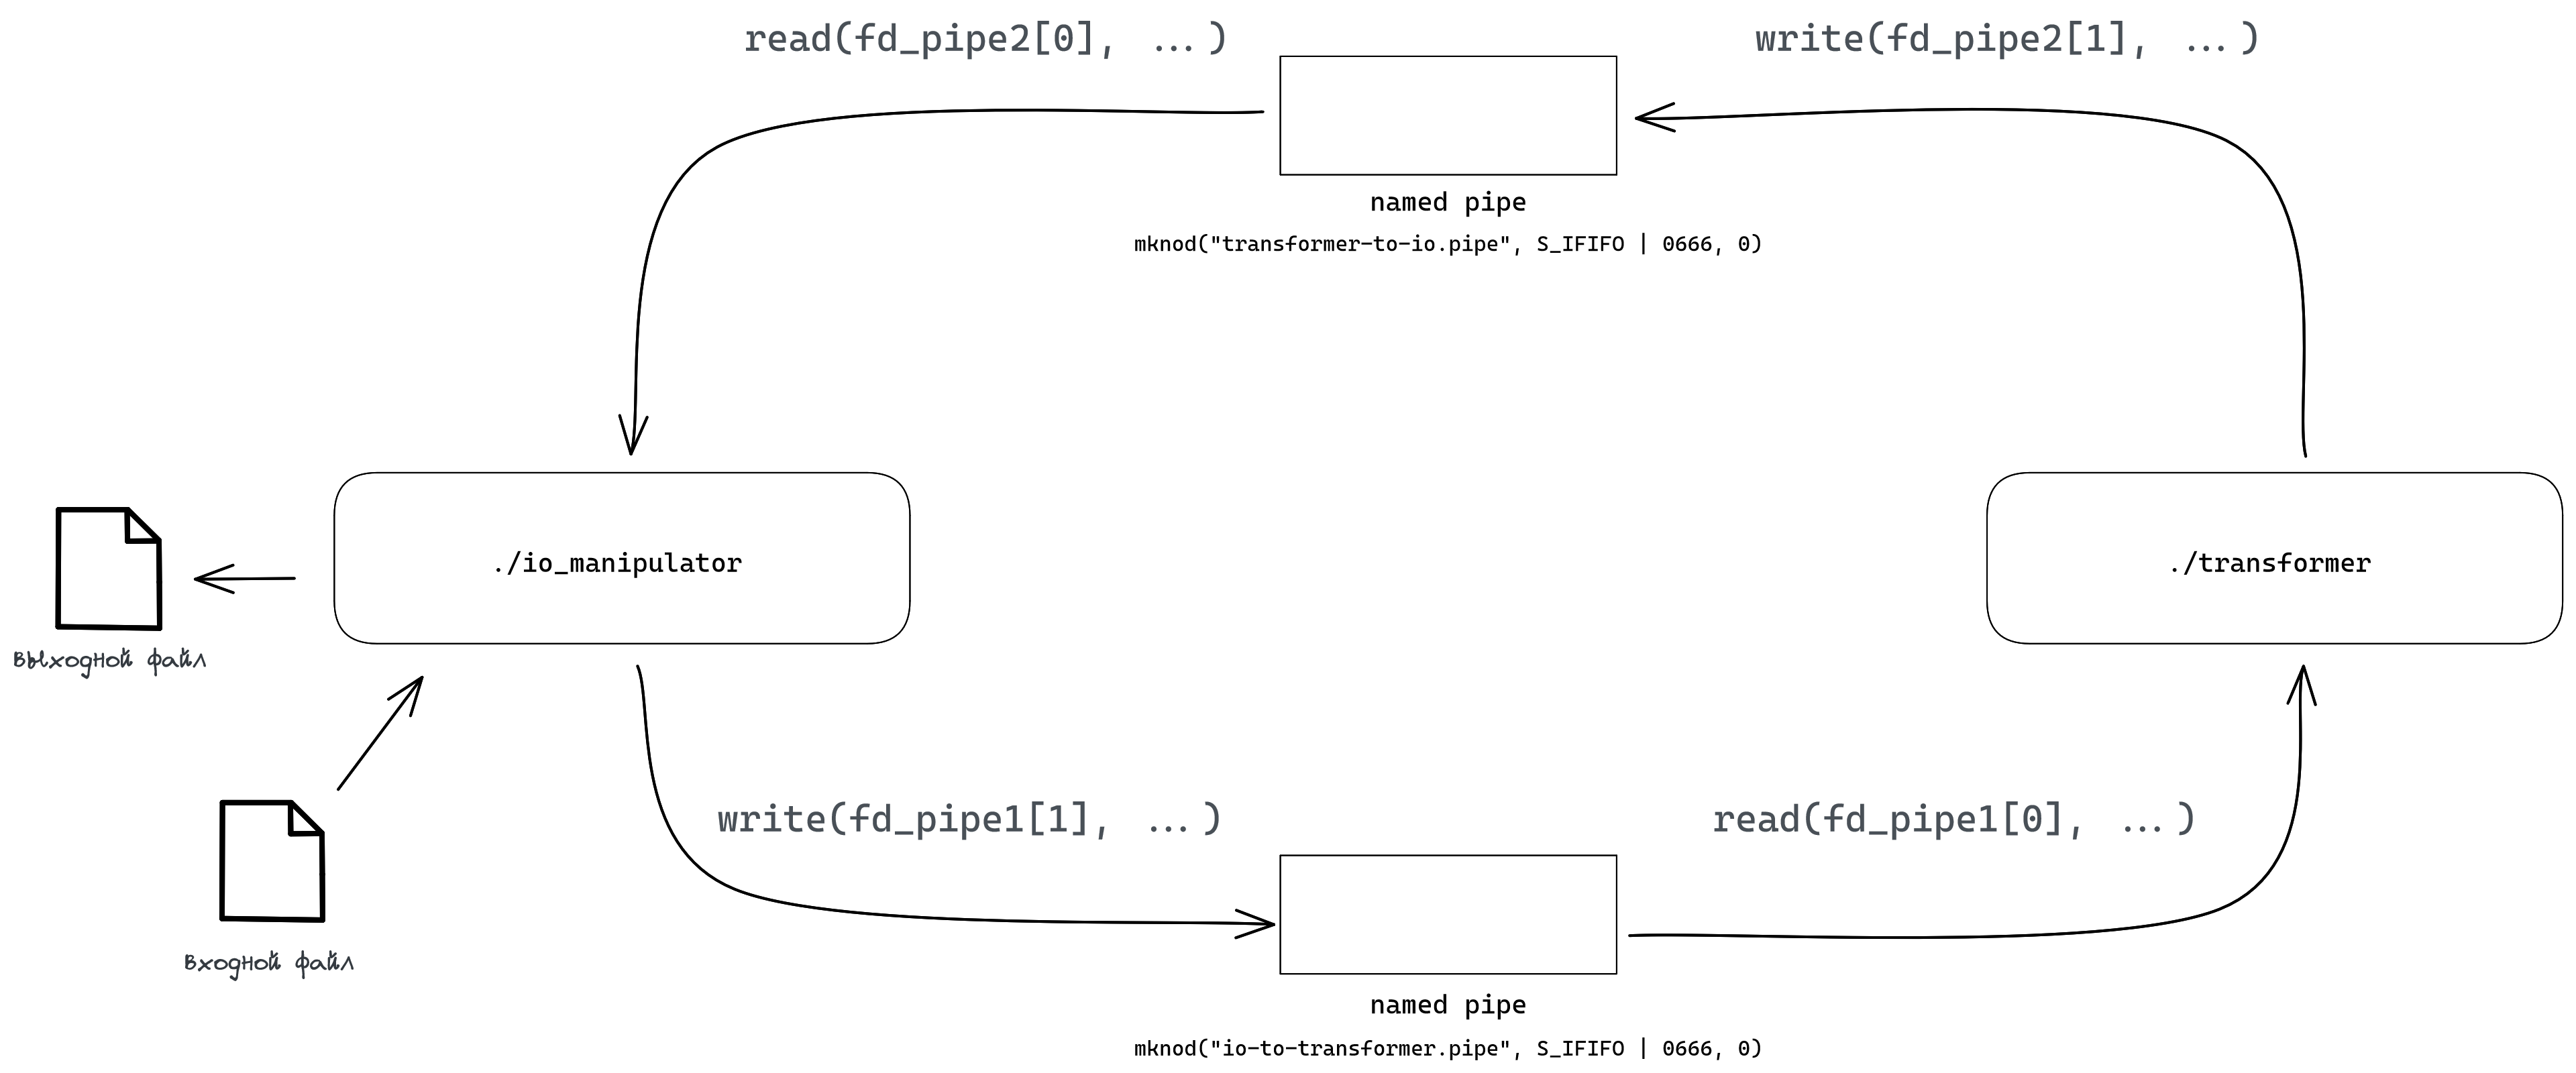 read(fd_pipe2[0], ...)
write(fd_pipe2[1], ...)
named pipe
mknod("transformer-to-io.pipe", S_IFIFO | 0666, 0)
./io_manipulator
./transformer
выходной файл
write(fd_pipe1[1], ...)
read(fd_pipe1[0], ...)
входной файл
named pipe
mknod("io-to-transformer.pipe", S_IFIFO | 0666, 0)